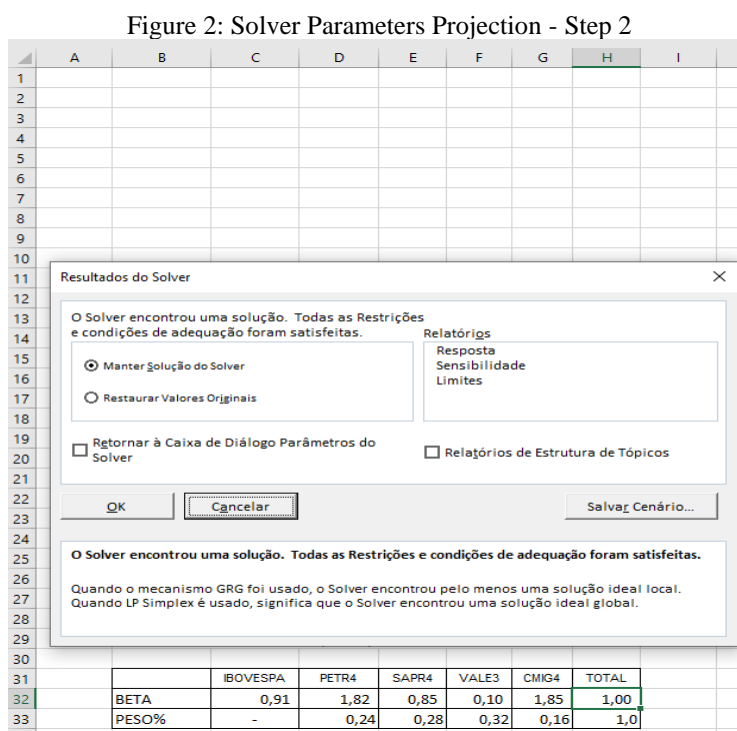 Figure 2: Solver Parameters Projection - Step 2
A B C D E F G H I
1
2
3
4
5
6
7
8
9
10
11
Resultados do Solver
12
13
O Solver encontrou uma solução. Todas as Restrições
e condições de adequação foram satisfeitas.
Relatórios
14
15
Manter Solução do Solver
Resposta
Sensibilidade
Limites
16
17
Restaurar Valores Originais
18
19
Retornar à Caixa de Diálogo Parâmetros do
Solver
Relatórios de Estrutura de Tópicos
20
21
22
OK
Cancelar
Salvar Cenário...
23
24
25
O Solver encontrou uma solução. Todas as Restrições e condições de adequação foram satisfeitas.
26
27
Quando o mecanismo GRG foi usado, o Solver encontrou pelo menos uma solução ideal local.
Quando LP Simplex é usado, significa que o Solver encontrou uma solução ideal global.
28
29
30
31 IBOVESPA PETR4 SAPR4 VALE3 CMIG4 TOTAL
32 BETA 0,91 1,82 0,85 0,10 1,85 1,00
33 PESO% - 0,24 0,28 0,32 0,16 1,0